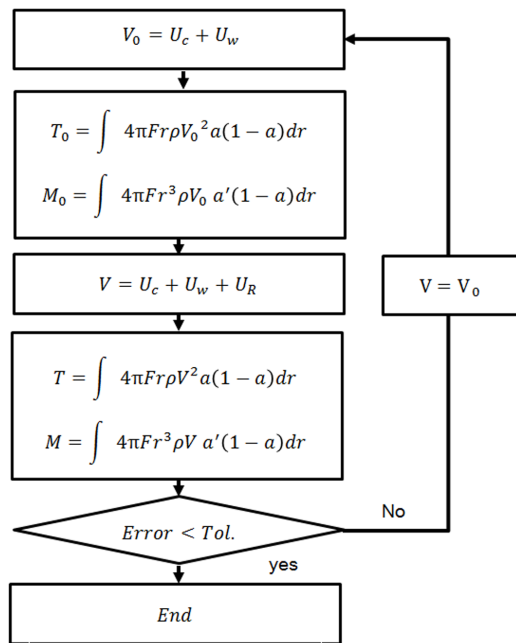 V₀ = U_c + U_w
T₀ = ∫ 4πFrρV₀²a(1 − a)dr
M₀ = ∫ 4πFr³ρV₀ a′(1 − a)dr
V = U_c + U_w + U_R
V = V₀
T = ∫ 4πFrρV²a(1 − a)dr
M = ∫ 4πFr³ρV a′(1 − a)dr
Error < Tol.
No
yes
End